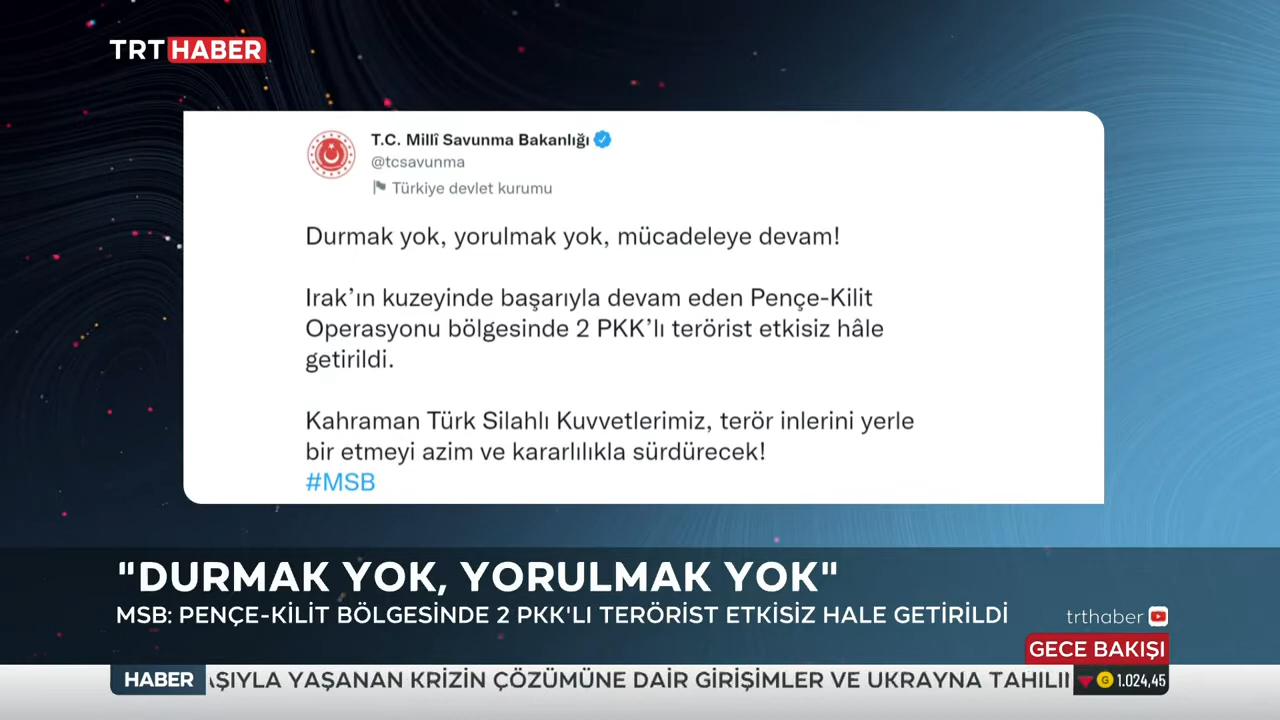 TRT HABER
T.C. Millî Savunma Bakanlığı
@tcsavunma
Türkiye devlet kurumu
Durmak yok, yorulmak yok, mücadeleye devam!
Irak’ın kuzeyinde başarıyla devam eden Pençe-Kilit
Operasyonu bölgesinde 2 PKK’lı terörist etkisiz hâle
getirildi.
Kahraman Türk Silahlı Kuvvetlerimiz, terör inlerini yerle
bir etmeyi azim ve kararlılıkla sürdürecek!
#MSB
"DURMAK YOK, YORULMAK YOK"
MSB: PENÇE-KİLİT BÖLGESİNDE 2 PKK'LI TERÖRİST ETKİSİZ HALE GETİRİLDİ
trthaber
GECE BAKIŞI
HABER
AŞIYLA YAŞANAN KRİZİN ÇÖZÜMÜNE DAİR GİRİŞİMLER VE UKRAYNA
G 1.024,45